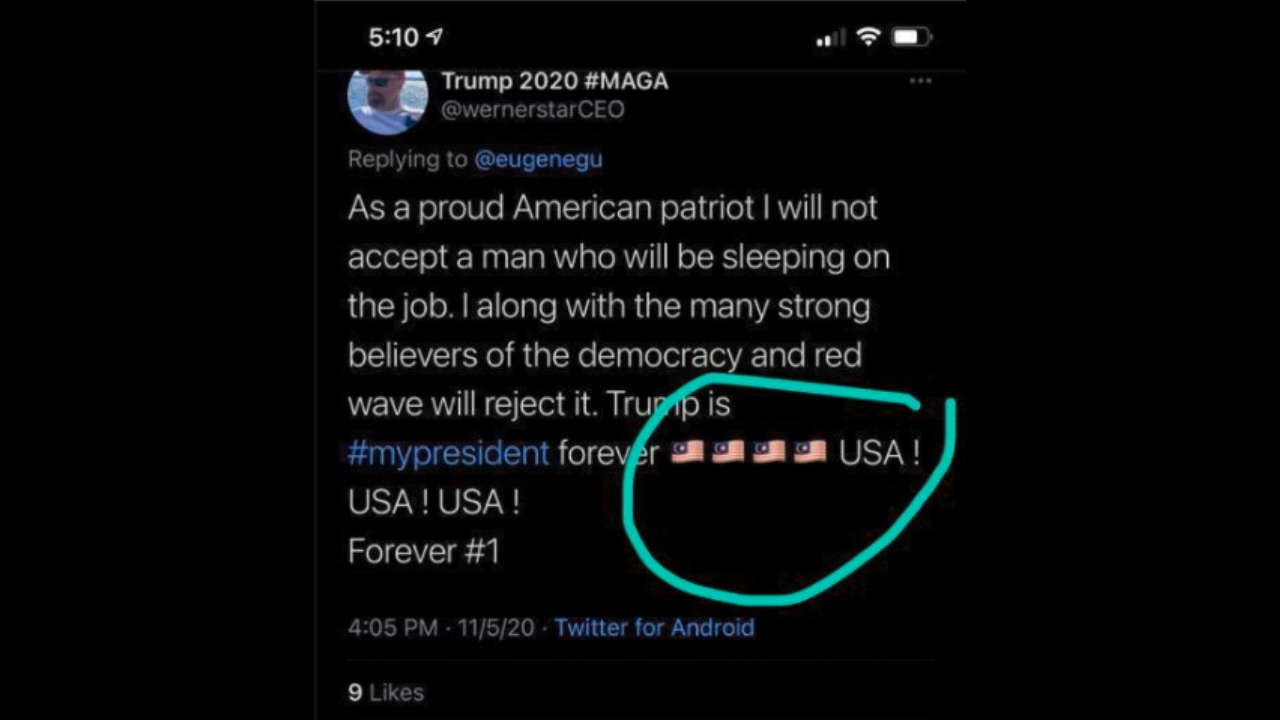 5:10
Trump 2020 #MAGA
@wernerstarCEO
Replying to @eugenegu
As a proud American patriot I will not
accept a man who will be sleeping on
the job. I along with the many strong
believers of the democracy and red
wave will reject it. Trump is
#mypresident forever 🇲🇾 🇲🇾 🇲🇾 🇲🇾 USA !
USA ! USA !
Forever #1
4:05 PM · 11/5/20 · Twitter for Android
9 Likes